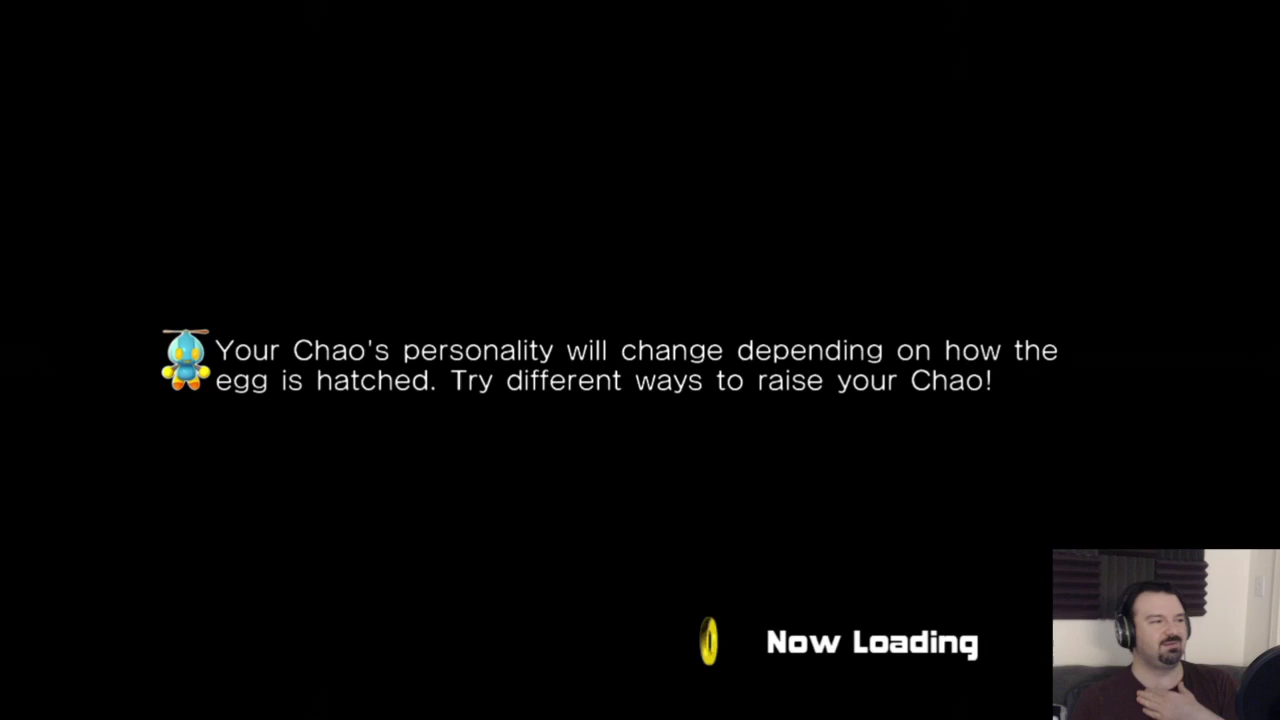 Your Chao's personality will change depending on how the
egg is hatched. Try different ways to raise your Chao!
Now Loading